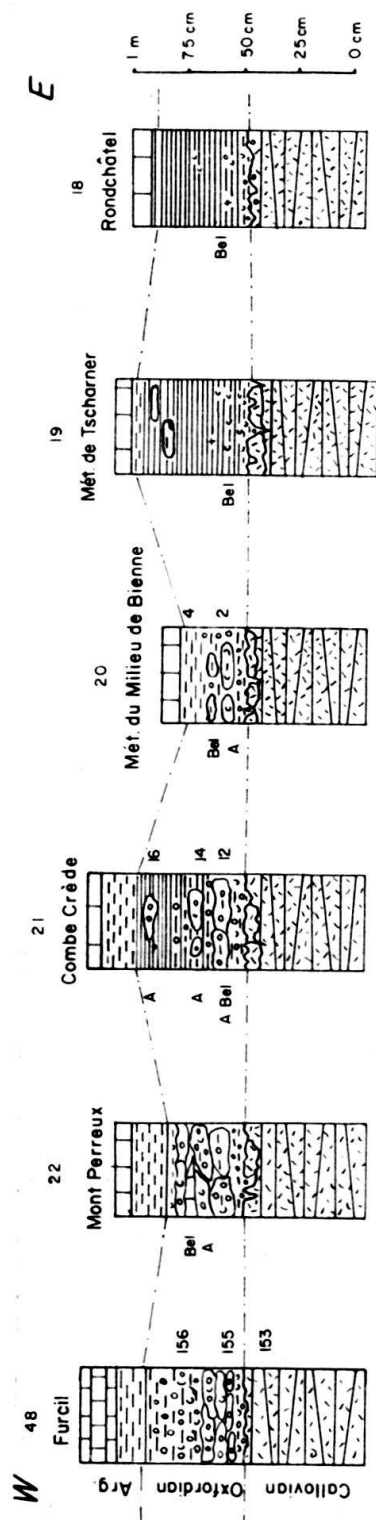 W
E
48
Furcil
22
Mont Perreux
21
Combe Crède
20
Mét. du Milieu de Bienne
19
Mét. de Tscharner
18
Rondchâtel
1 m
75 cm
50 cm
25 cm
0 cm
Arg.
Oxfordian
Callovian
156
155
153
Bel
A
A
A
A Bel
16
14
12
Bel
A
4
2
Bel
Bel